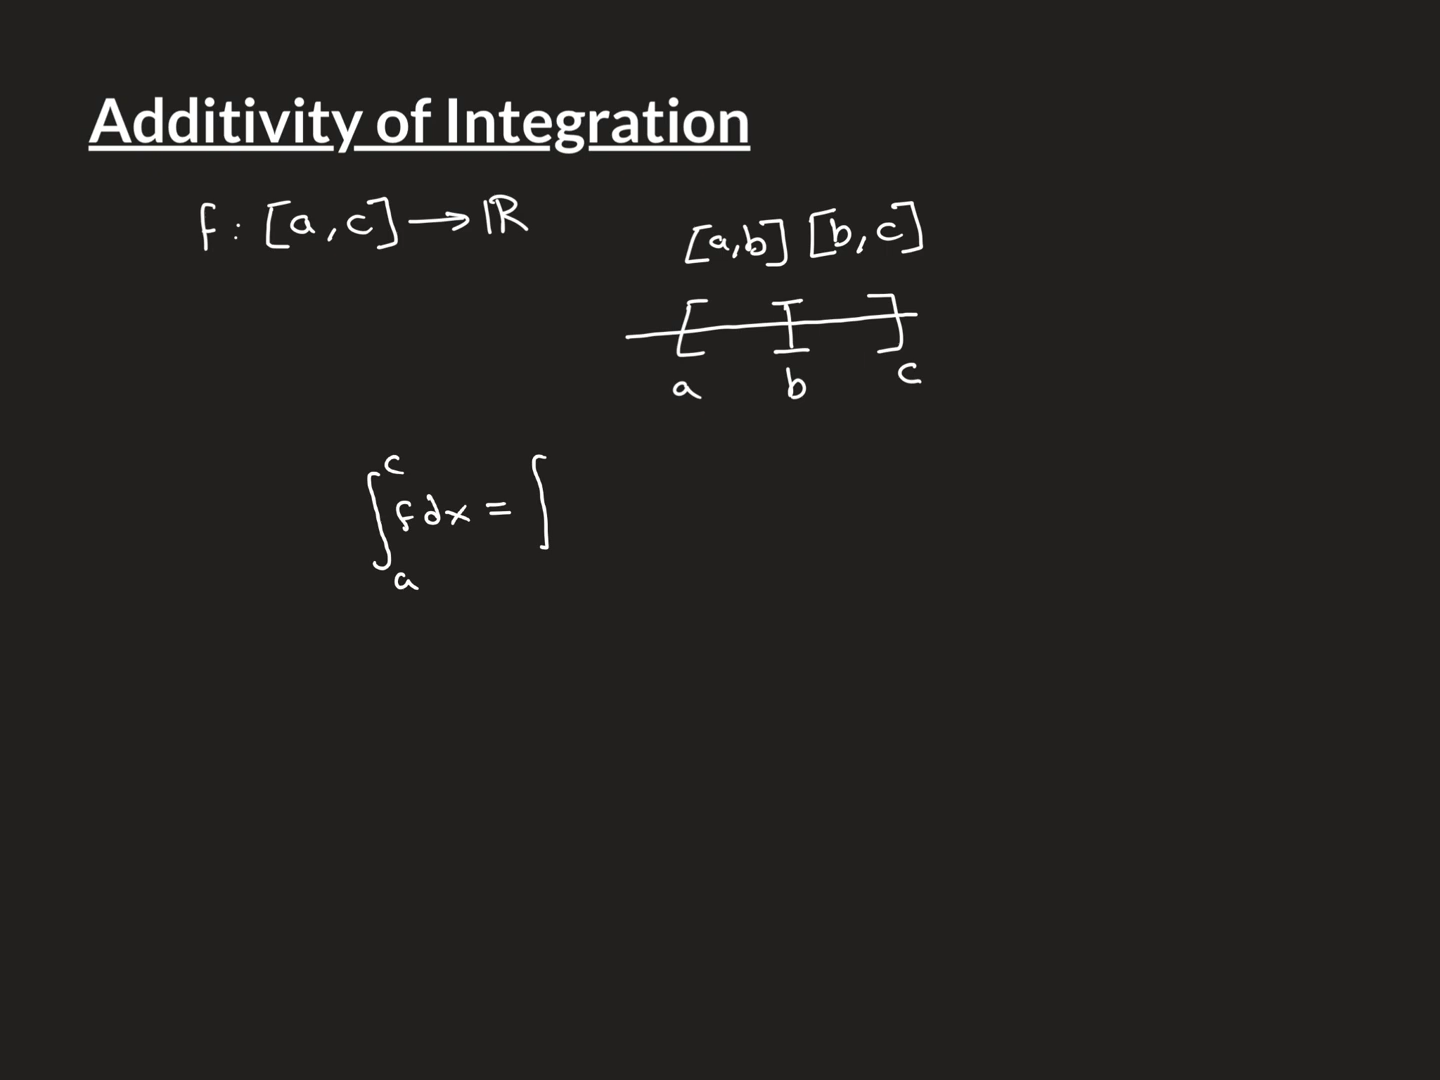 Additivity of Integration
f: [a,c] → ℝ
[a,b] [b,c]
a b c
∫_a^c f dx = ∫